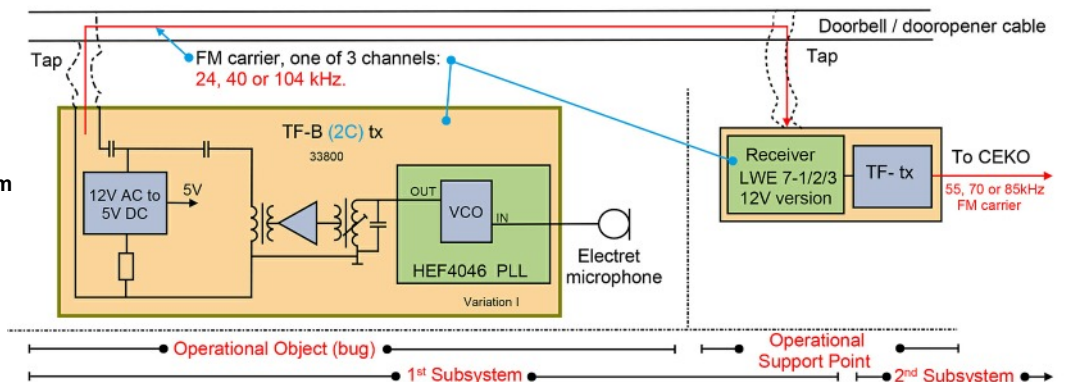 Doorbell / dooropener cable
Tap
FM carrier, one of 3 channels:
24, 40 or 104 kHz.
Tap
TF-B (2C) tx
33800
m
12V AC to
5V DC
5V
OUT
VCO
IN
HEF4046 PLL
Variation I
Electret
microphone
Receiver
LWE 7-1/2/3
12V version
TF- tx
To CEKO
55, 70 or 85kHz
FM carrier
Operational Object (bug)
Operational
Support Point
1st Subsystem
2nd Subsystem